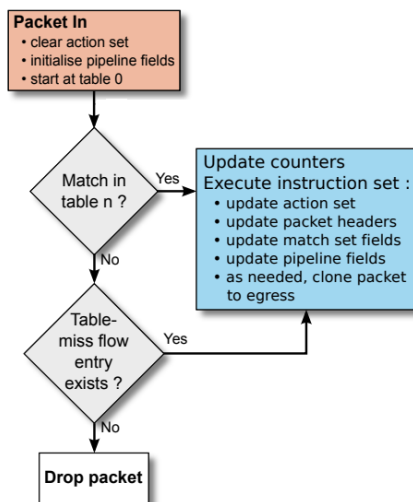 Packet In
• clear action set
• initialise pipeline fields
• start at table 0
Match in
table n ?
Yes
Update counters
Execute instruction set :
• update action set
• update packet headers
• update match set fields
• update pipeline fields
• as needed, clone packet
to egress
No
Table-
miss flow
entry
exists ?
Yes
No
Drop packet